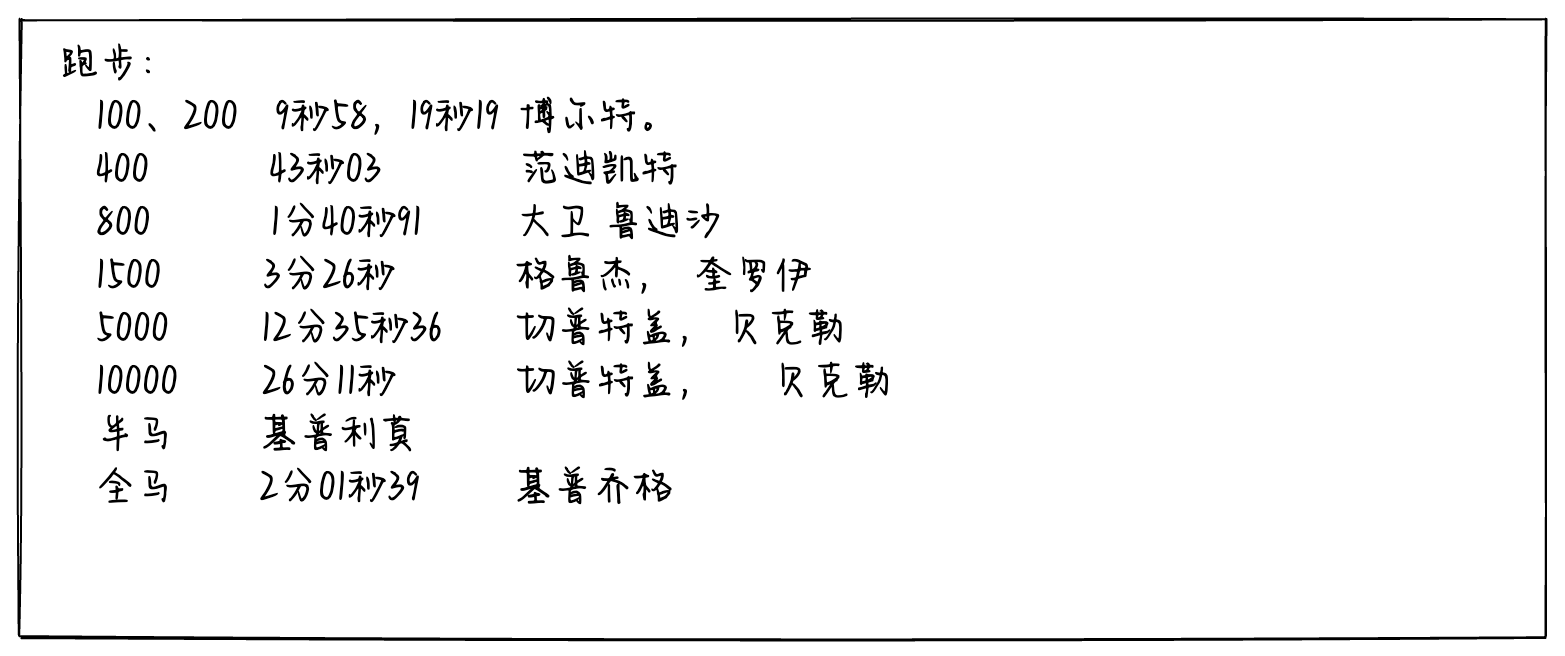 跑步：
100、200 9秒58，19秒19 博尔特。
400 43秒03 范迪凯特
800 1分40秒91 大卫 鲁迪沙
1500 3分26秒 格鲁杰， 奎罗伊
5000 12分35秒36 切普特盖， 贝克勒
10000 26分11秒 切普特盖， 贝克勒
半马 基普利莫
全马 2分01秒39 基普乔格